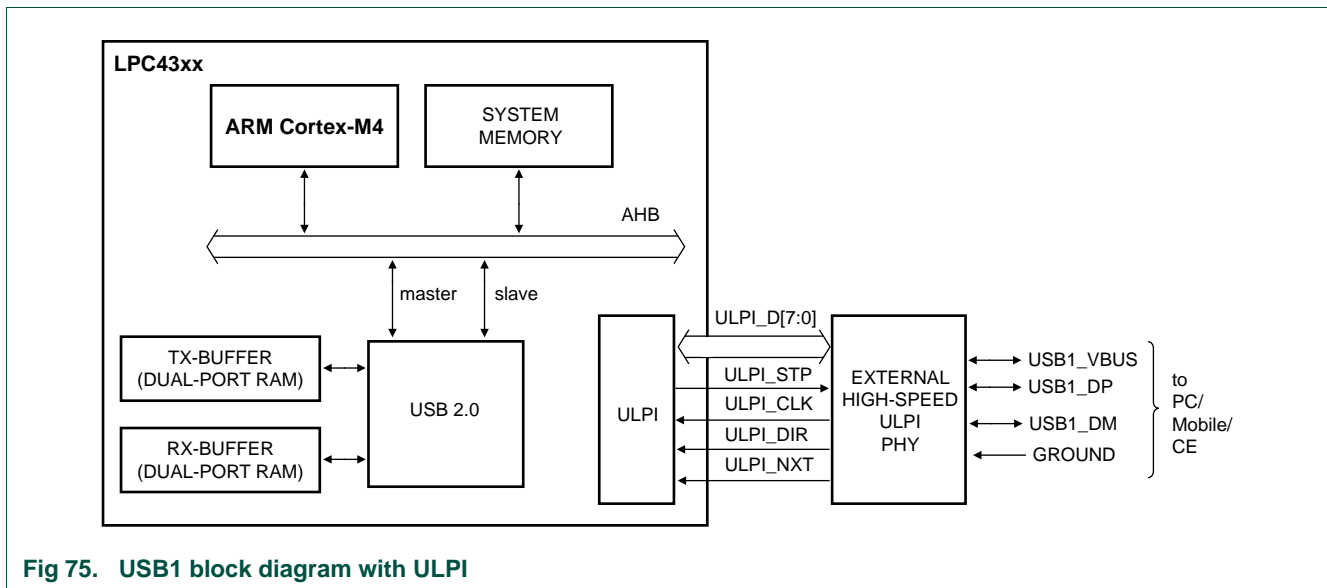 LPC43xx
ARM Cortex-M4
SYSTEM
MEMORY
AHB
master
slave
TX-BUFFER
(DUAL-PORT RAM)
RX-BUFFER
(DUAL-PORT RAM)
USB 2.0
ULPI
ULPI_D[7:0]
ULPI_STP
ULPI_CLK
ULPI_DIR
ULPI_NXT
EXTERNAL
HIGH-SPEED
ULPI
PHY
USB1_VBUS
USB1_DP
USB1_DM
GROUND
to
PC/
Mobile/
CE
Fig 75. USB1 block diagram with ULPI